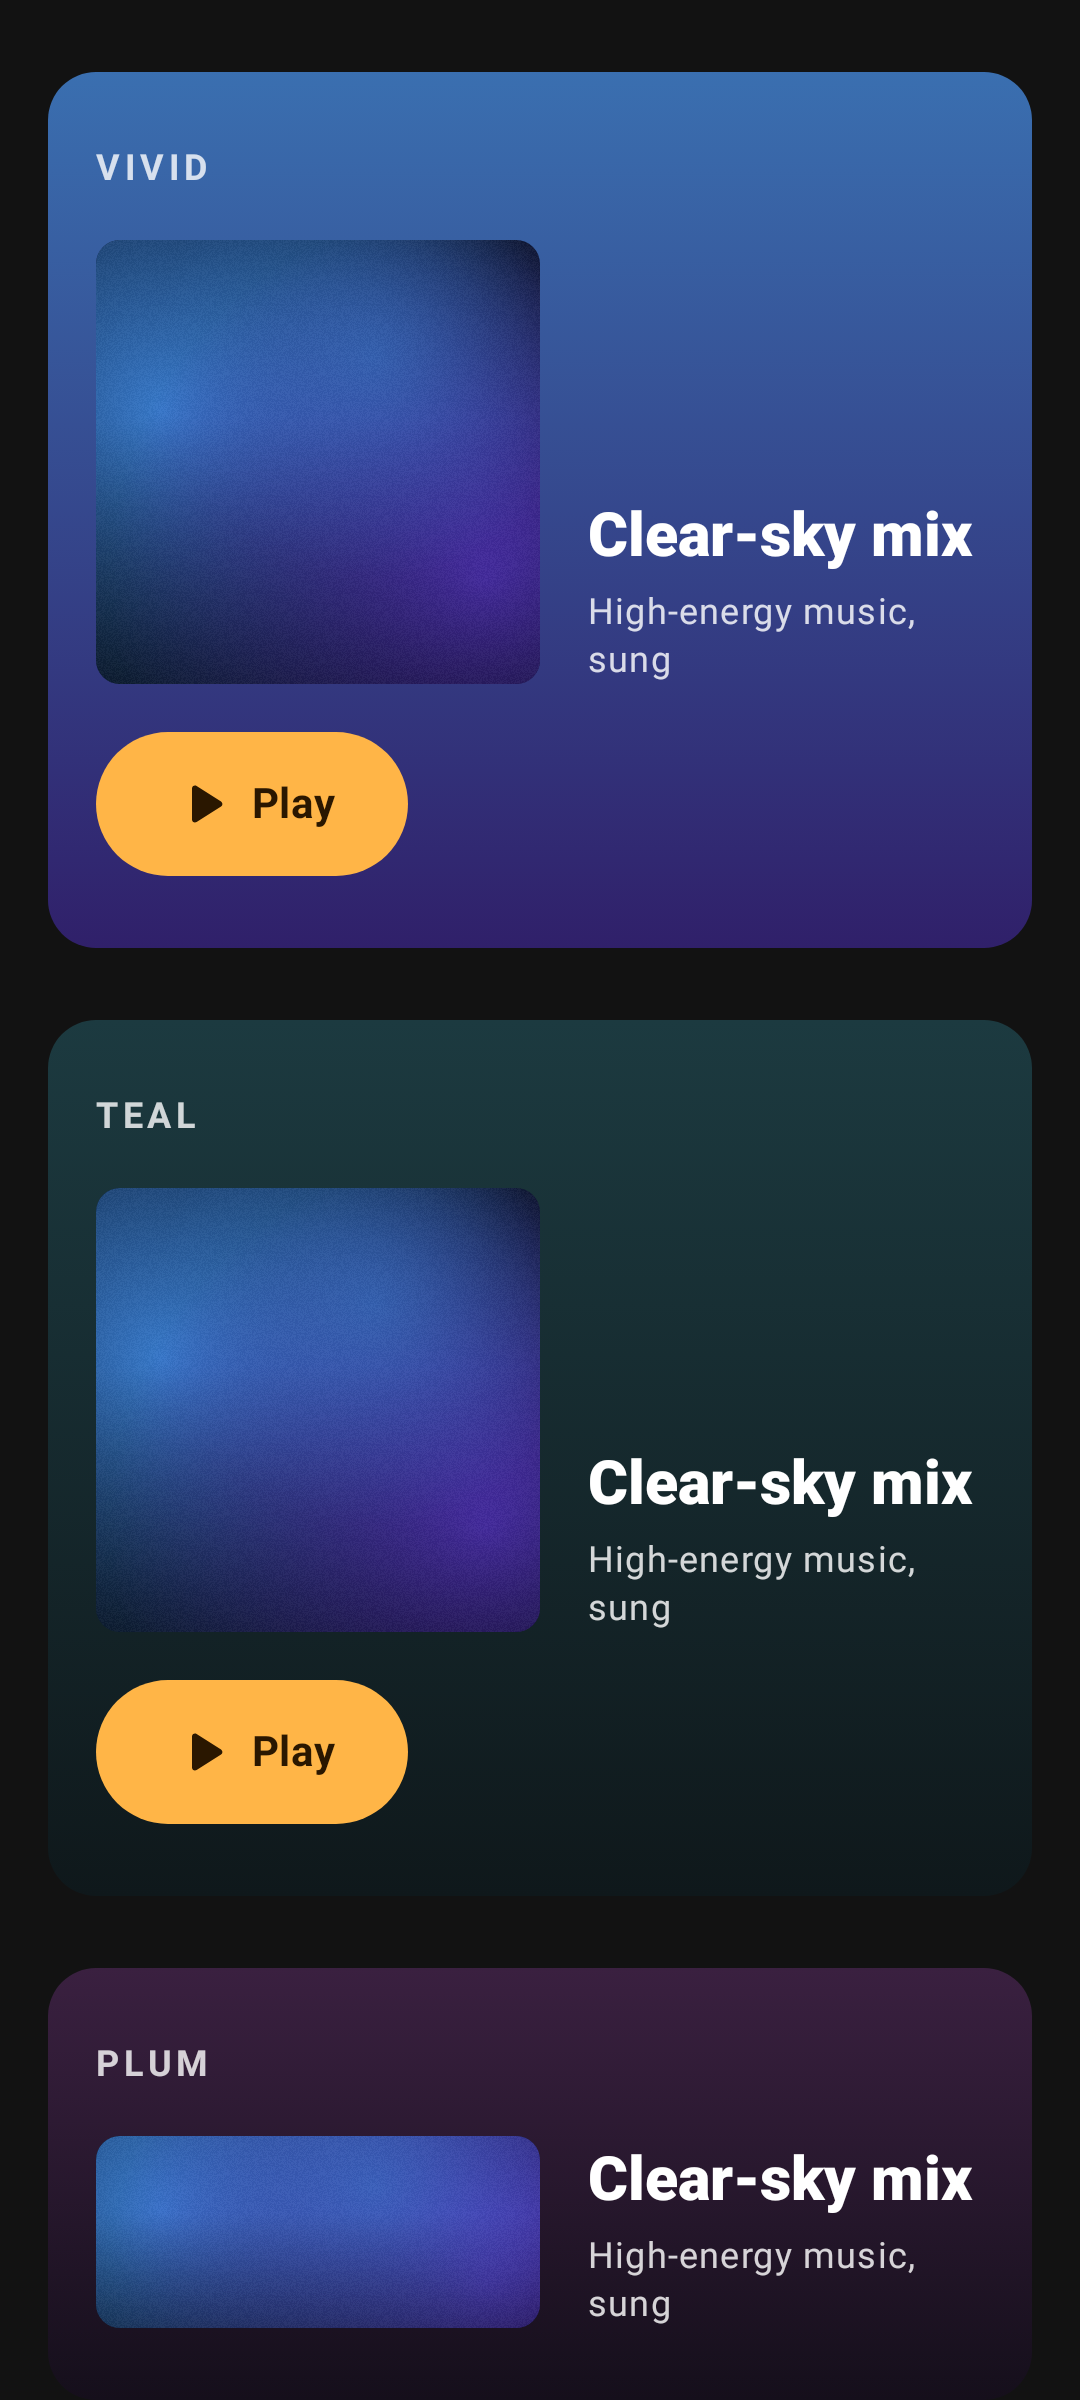 VIVID
Clear-sky mix
High-energy music,
sung
Play
TEAL
Clear-sky mix
High-energy music,
sung
Play
PLUM
Clear-sky mix
High-energy music,
sung